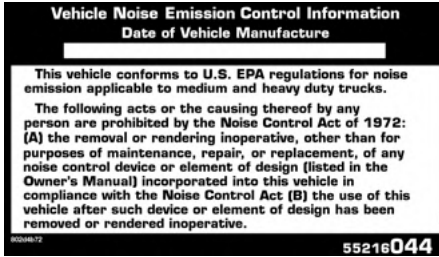 Vehicle Noise Emission Control Information
Date of Vehicle Manufacture
This vehicle conforms to U.S. EPA regulations for noise
emission applicable to medium and heavy duty trucks.
The following acts or the causing thereof by any
person are prohibited by the Noise Control Act of 1972:
(A) the removal or rendering inoperative, other than for
purposes of maintenance, repair, or replacement, of any
noise control device or element of design (listed in the
Owner's Manual) incorporated into this vehicle in
compliance with the Noise Control Act (B) the use of this
vehicle after such device or element of design has been
removed or rendered inoperative.
802d4b72
55216044